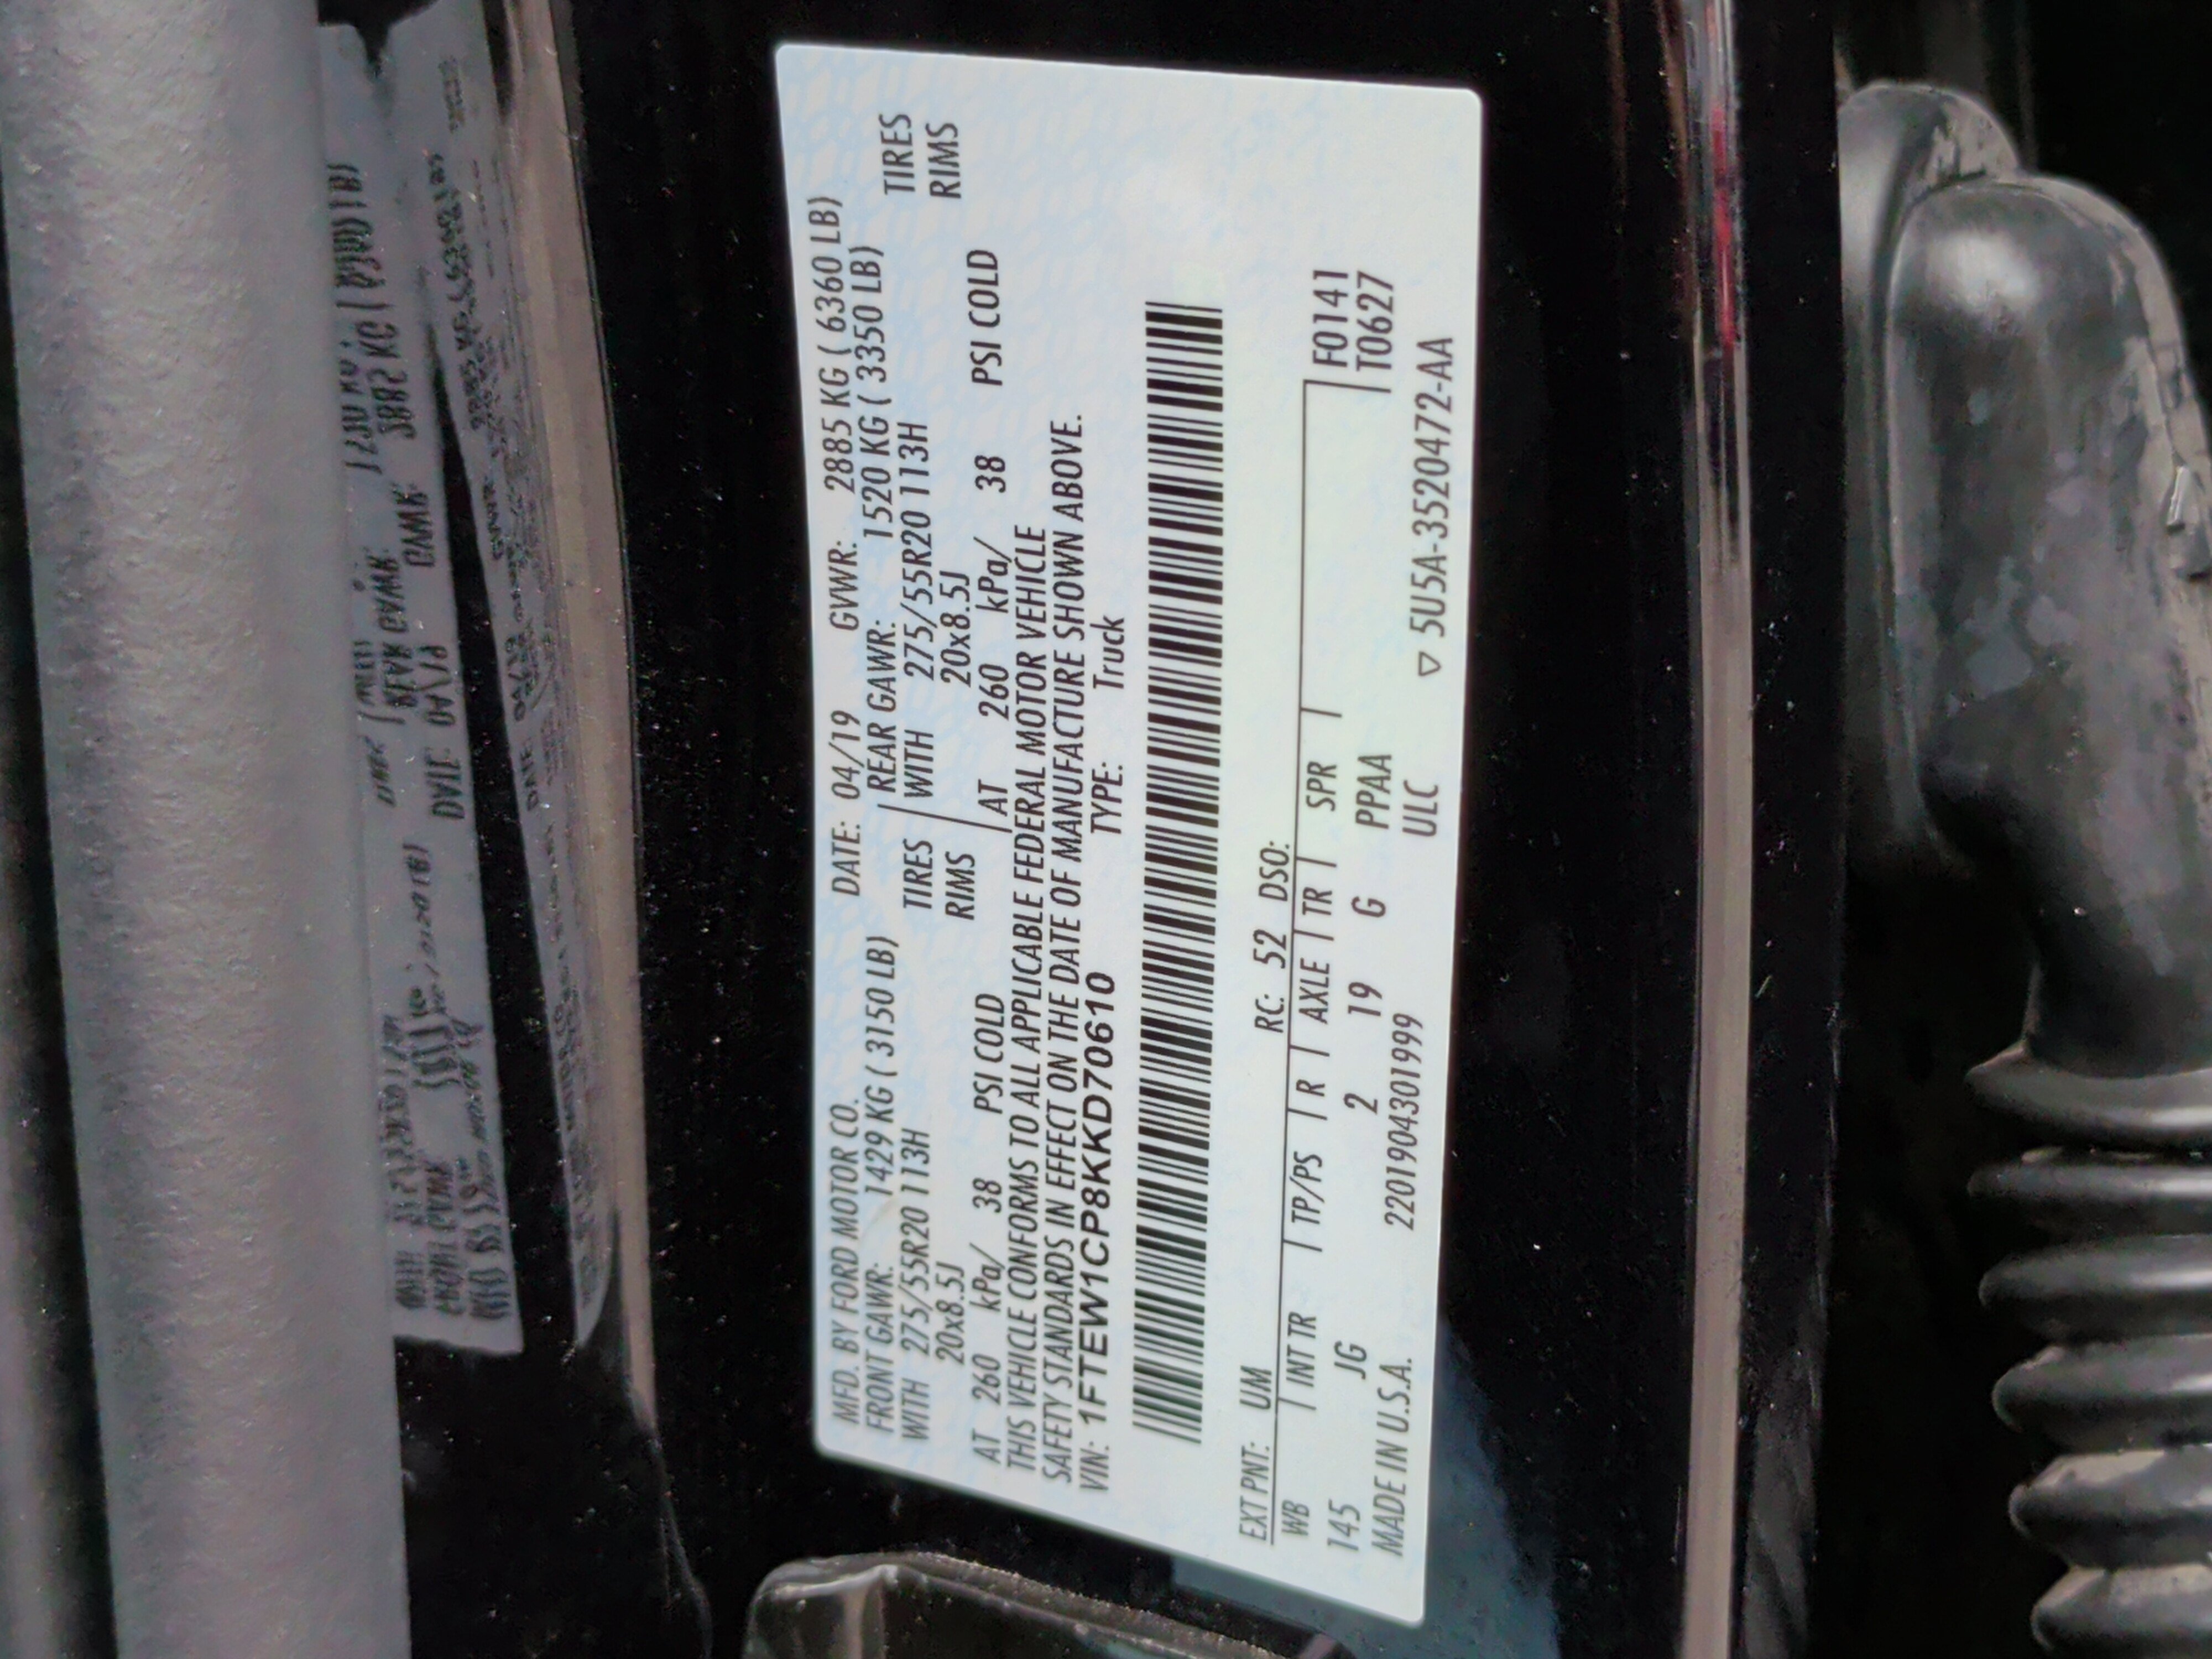 MFD. BY FORD MOTOR CO. DATE: 04/19 GVWR: 2885 KG ( 6360 LB)
FRONT GAWR: 1429 KG ( 3150 LB) REAR GAWR: 1520 KG ( 3350 LB)
WITH 275/55R20 113H TIRES WITH 275/55R20 113H TIRES
20x8.5J RIMS 20x8.5J RIMS
AT 260 kPa/ 38 PSI COLD AT 260 kPa/ 38 PSI COLD
THIS VEHICLE CONFORMS TO ALL APPLICABLE FEDERAL MOTOR VEHICLE
SAFETY STANDARDS IN EFFECT ON THE DATE OF MANUFACTURE SHOWN ABOVE.
VIN: 1FTEW1CP8KKD70610 TYPE: Truck
EXT PNT: UM RC: 52 DSO:
WB INT TR TP/PS R AXLE TR SPR F0141
145 JG 2 19 G PPAA T0627
MADE IN U.S.A. 2201904301999 ULC
▽ 5U5A-3520472-AA